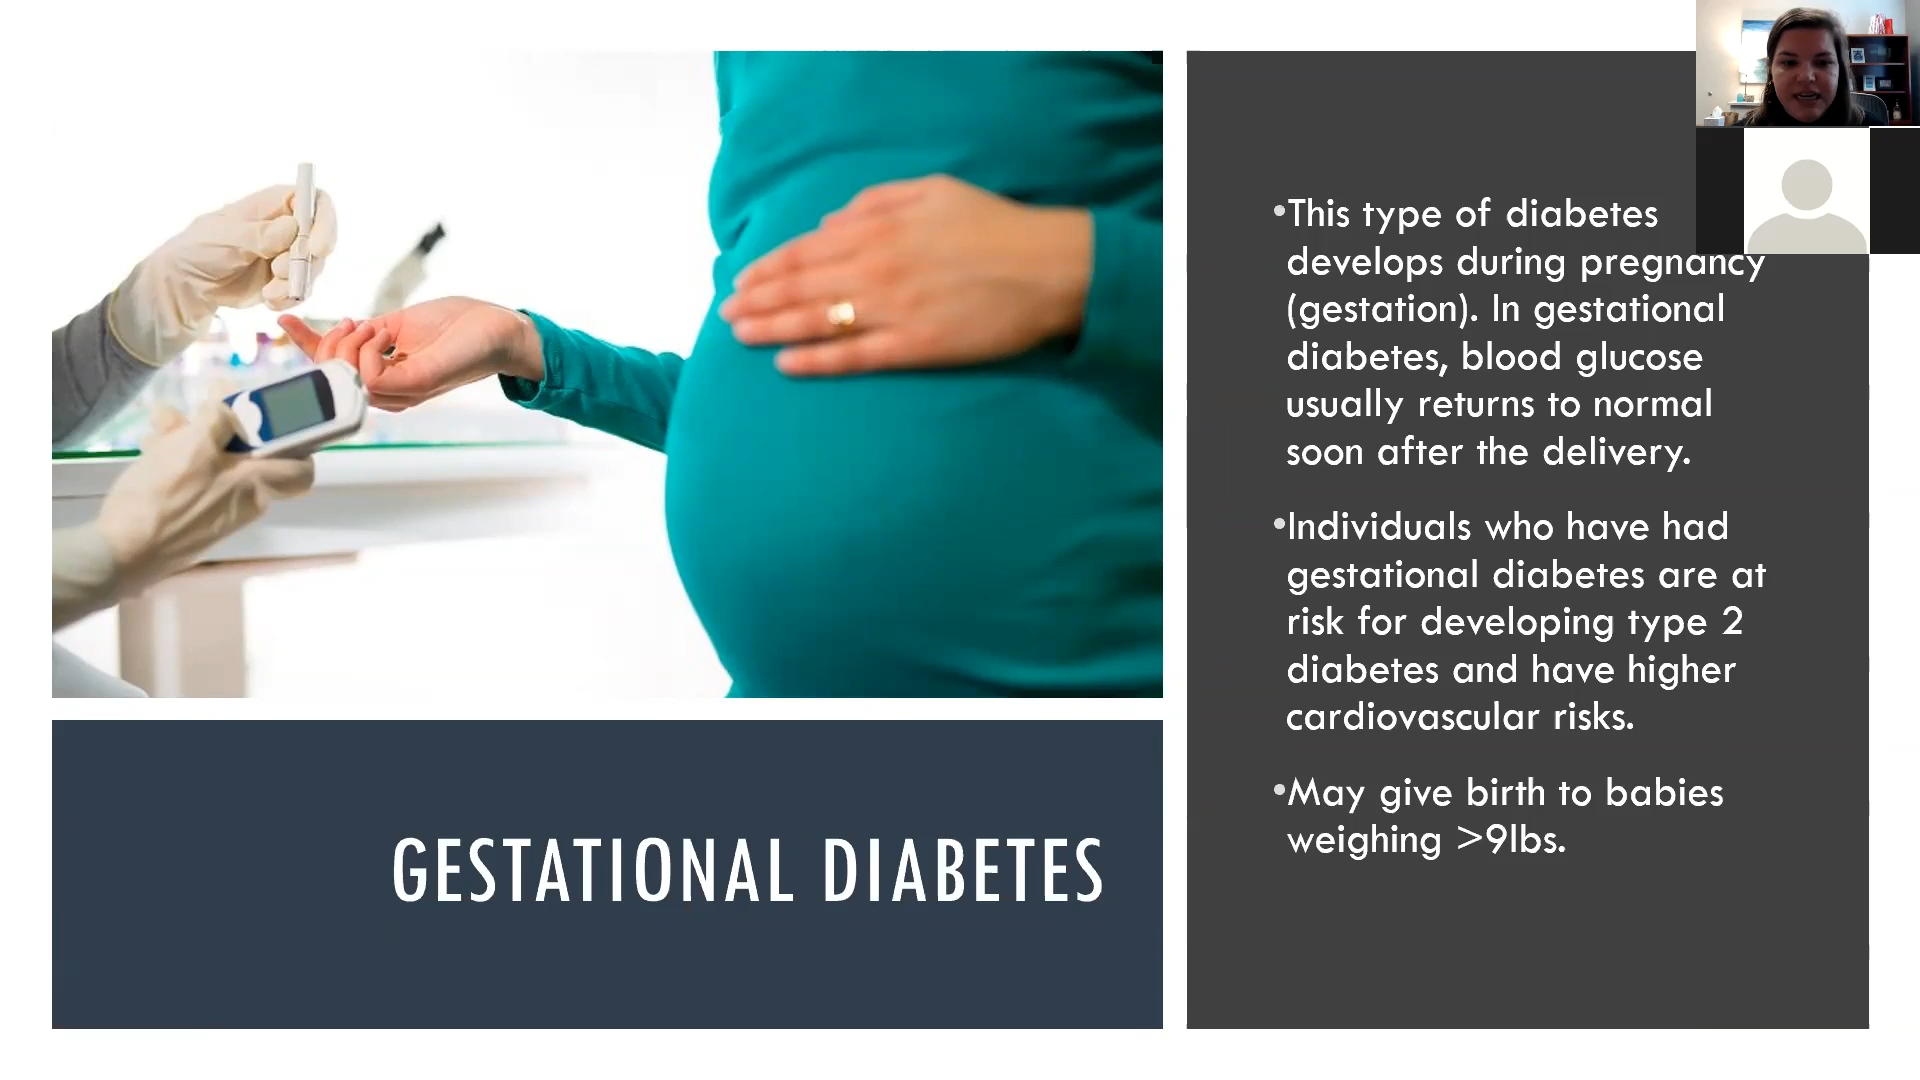 •This type of diabetes
develops during pregnancy
(gestation). In gestational
diabetes, blood glucose
usually returns to normal
soon after the delivery.
•Individuals who have had
gestational diabetes are at
risk for developing type 2
diabetes and have higher
cardiovascular risks.
•May give birth to babies
weighing >9lbs.
GESTATIONAL DIABETES